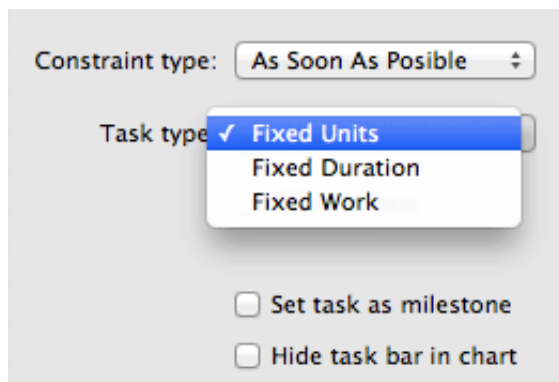 Constraint type: As Soon As Posible
Task type ✓ Fixed Units
Fixed Duration
Fixed Work
Set task as milestone
Hide task bar in chart